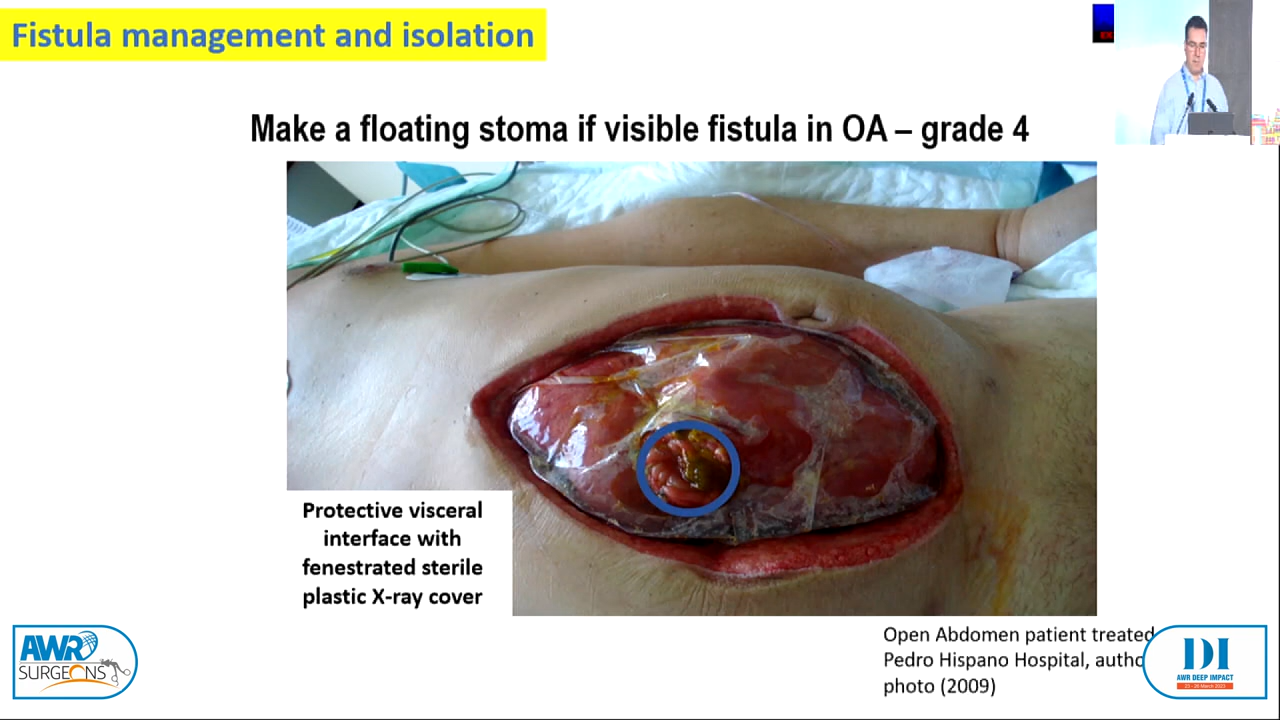 Fistula management and isolation
Make a floating stoma if visible fistula in OA – grade 4
Protective visceral
interface with
fenestrated sterile
plastic X-ray cover
Open Abdomen patient treated
Pedro Hispano Hospital, autho
photo (2009)
AWR
SURGEONS
DI
AWR DEEP IMPACT